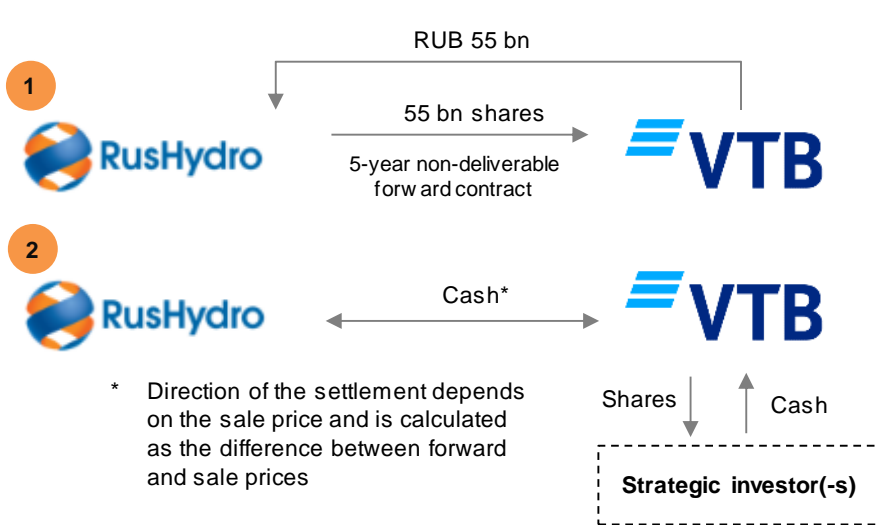 RUB 55 bn
1
55 bn shares
RusHydro
VTB
5-year non-deliverable
forward contract
2
RusHydro
Cash*
VTB
* Direction of the settlement depends
on the sale price and is calculated
as the difference between forward
and sale prices
Shares
Cash
Strategic investor(-s)